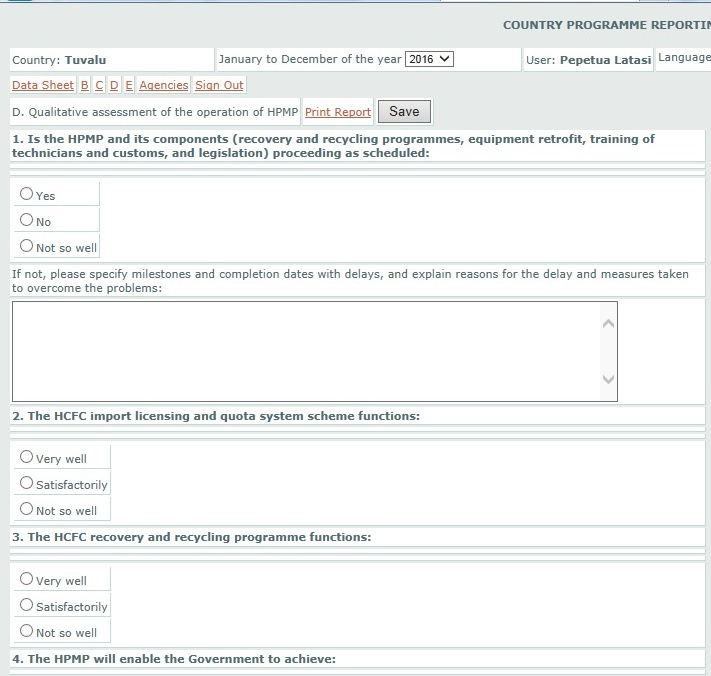 COUNTRY PROGRAMME
Country: Tuvalu January to December of the year 2016 User: Pepetua Latasi Language
Data Sheet B C D E Agencies Sign Out
D. Qualitative assessment of the operation of HPMP Print Report Save
1. Is the HPMP and its components (recovery and recycling programmes, equipment retrofit, training of
technicians and customs, and legislation) proceeding as scheduled:
Yes
No
Not so well
If not, please specify milestones and completion dates with delays, and explain reasons for the delay and measures taken
to overcome the problems:
2. The HCFC import licensing and quota system scheme functions:
Very well
Satisfactorily
Not so well
3. The HCFC recovery and recycling programme functions:
Very well
Satisfactorily
Not so well
4. The HPMP will enable the Government to achieve: